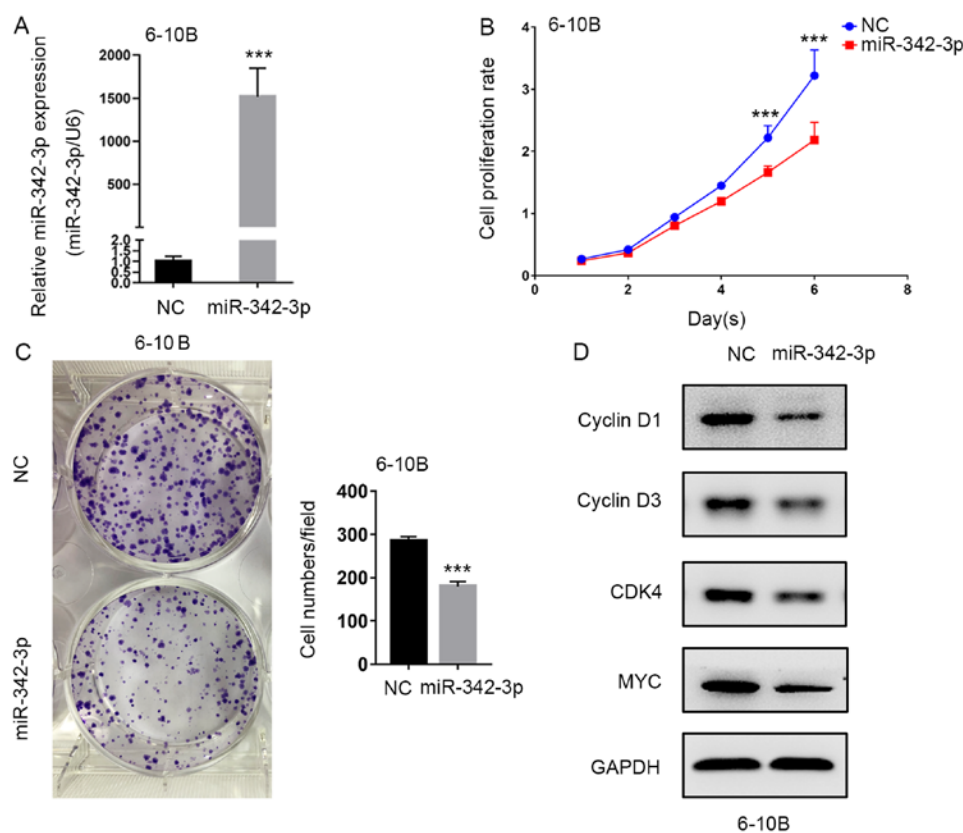 A
6-10B
Relative miR-342-3p expression
(miR-342-3p/U6)
2000
1500
1000
500
2.0
1.5
1.0
0.5
0.0
***
NC
miR-342-3p
B
6-10B
Cell proliferation rate
4
3
2
1
0
0
2
4
6
8
Day(s)
***
***
NC
miR-342-3p
C
6-10 B
NC
miR-342-3p
6-10B
Cell numbers/field
400
300
200
100
0
***
NC miR-342-3p
D
NC miR-342-3p
Cyclin D1
Cyclin D3
CDK4
MYC
GAPDH
6-10B